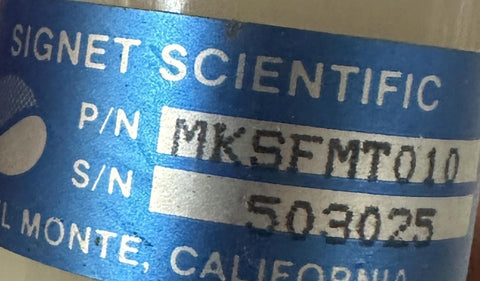 SIGNET SCIENTIFIC
P/N MKSFMT010
S/N 503025
MONTE, CALIFORNIA